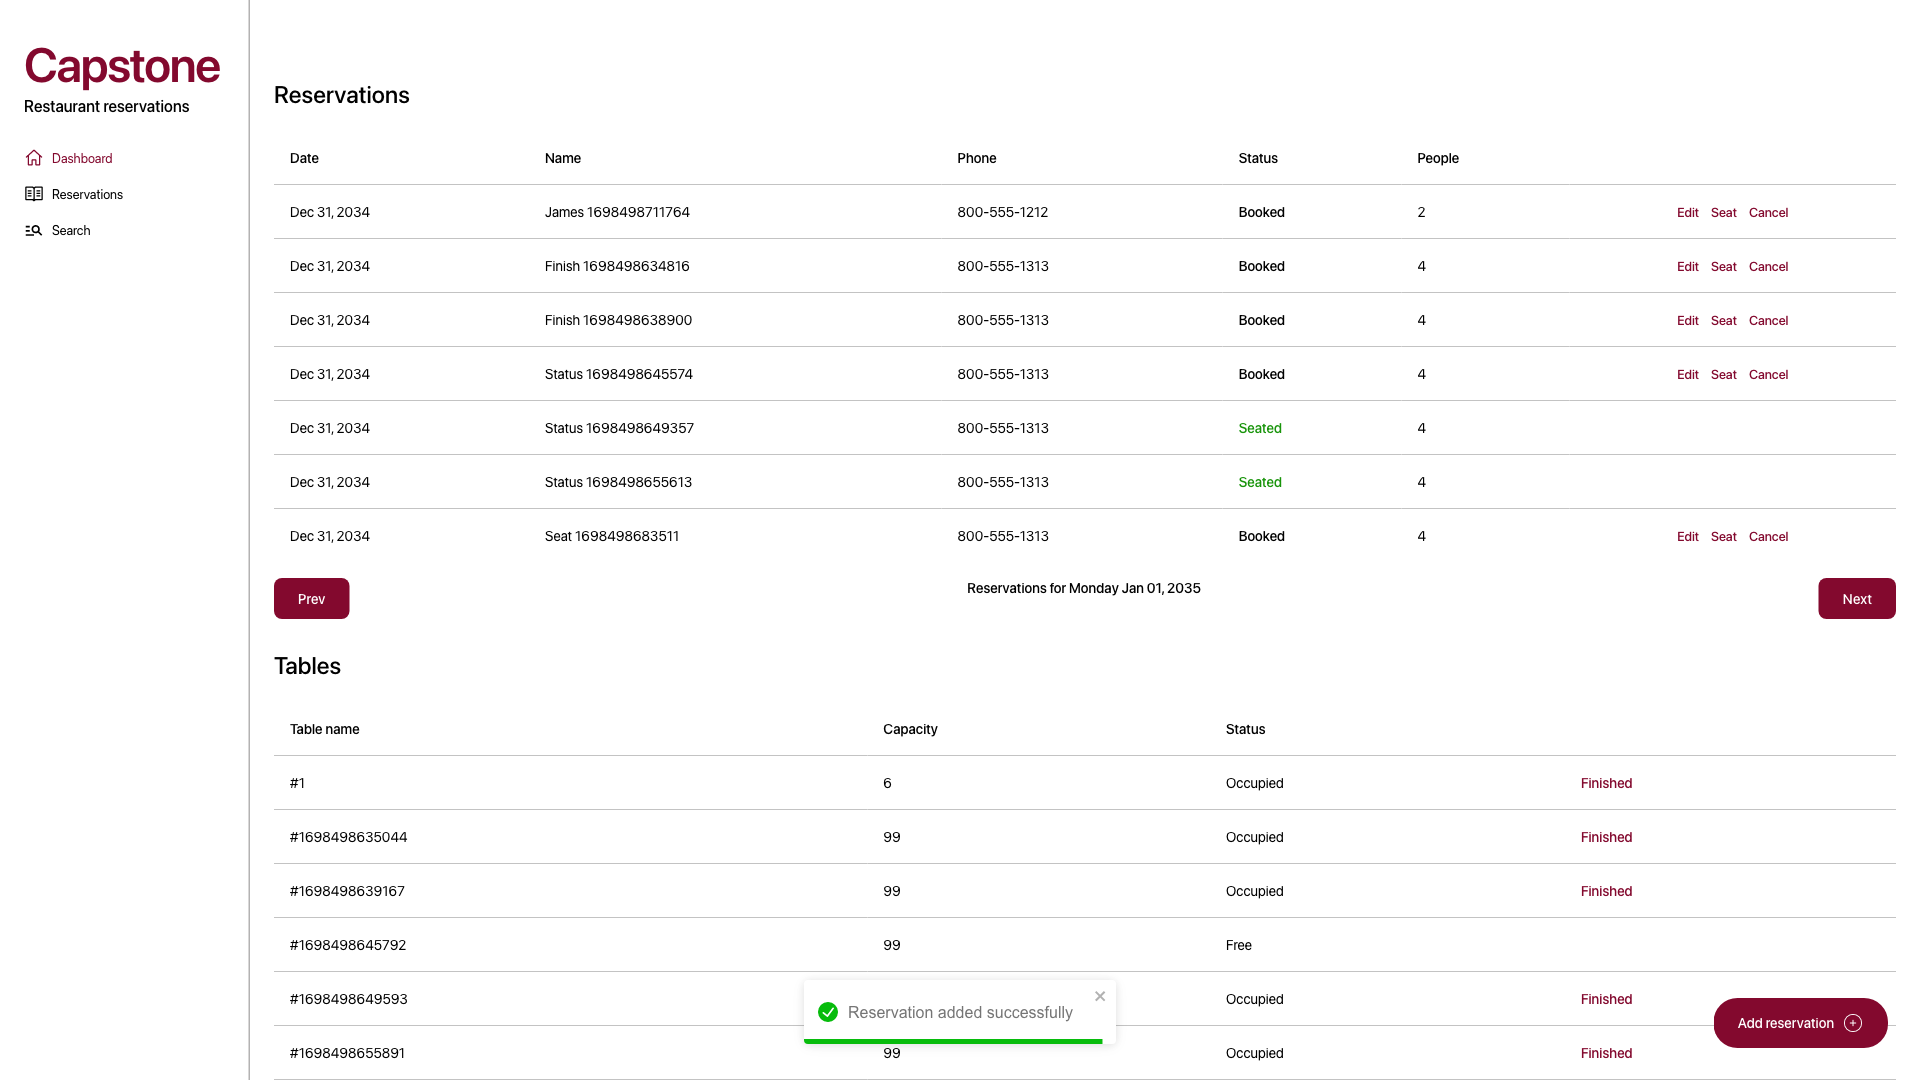 Capstone
Restaurant reservations
Dashboard
Reservations
Search
Reservations
Date Name Phone Status People
Dec 31, 2034 James 1698498711764 800-555-1212 Booked 2 Edit Seat Cancel
Dec 31, 2034 Finish 1698498634816 800-555-1313 Booked 4 Edit Seat Cancel
Dec 31, 2034 Finish 1698498638900 800-555-1313 Booked 4 Edit Seat Cancel
Dec 31, 2034 Status 1698498645574 800-555-1313 Booked 4 Edit Seat Cancel
Dec 31, 2034 Status 1698498649357 800-555-1313 Seated 4
Dec 31, 2034 Status 1698498655613 800-555-1313 Seated 4
Dec 31, 2034 Seat 1698498683511 800-555-1313 Booked 4 Edit Seat Cancel
Prev Reservations for Monday Jan 01, 2035 Next
Tables
Table name Capacity Status
#1 6 Occupied Finished
#1698498635044 99 Occupied Finished
#1698498639167 99 Occupied Finished
#1698498645792 99 Free
#1698498649593 Occupied Finished
Reservation added successfully
Add reservation
#1698498655891 99 Occupied Finished